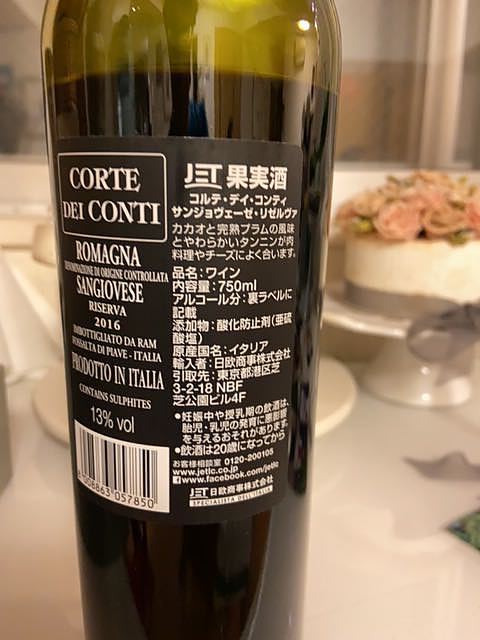 CORTE
DEI CONTI
ROMAGNA
DENOMINAZIONE DI ORIGINE CONTROLLATA
SANGIOVESE
RISERVA
2016
IMBOTTIGLIATO DA RAM
FOSSALTA DI PIAVE - ITALIA
PRODOTTO IN ITALIA
CONTAINS SULPHITES
13% vol
008863 057850
JET 果実酒
コルテ・デイ・コンティ
サンジョヴェーゼ・リゼルヴァ
カカオと完熟プラムの風味
とやわらかいタンニンが肉
料理やチーズによく合います。
品名：ワイン
内容量：750ml
アルコール分：裏ラベルに
記載
添加物：酸化防止剤（亜硫
酸塩）
原産国名：イタリア
輸入者：日欧商事株式会社
引取先：東京都港区芝
3-2-18 NBF
芝公園ビル4F
・妊娠中や授乳期の飲酒は、
胎児・乳児の発育に悪影響
を与えるおそれがあります。
・飲酒は20歳になってから
お客様相談室 0120-200105
www.jetlc.co.jp
www.facebook.com/jetlc
JET 日欧商事株式会社
SPECIALISTA DELL'ITALIA